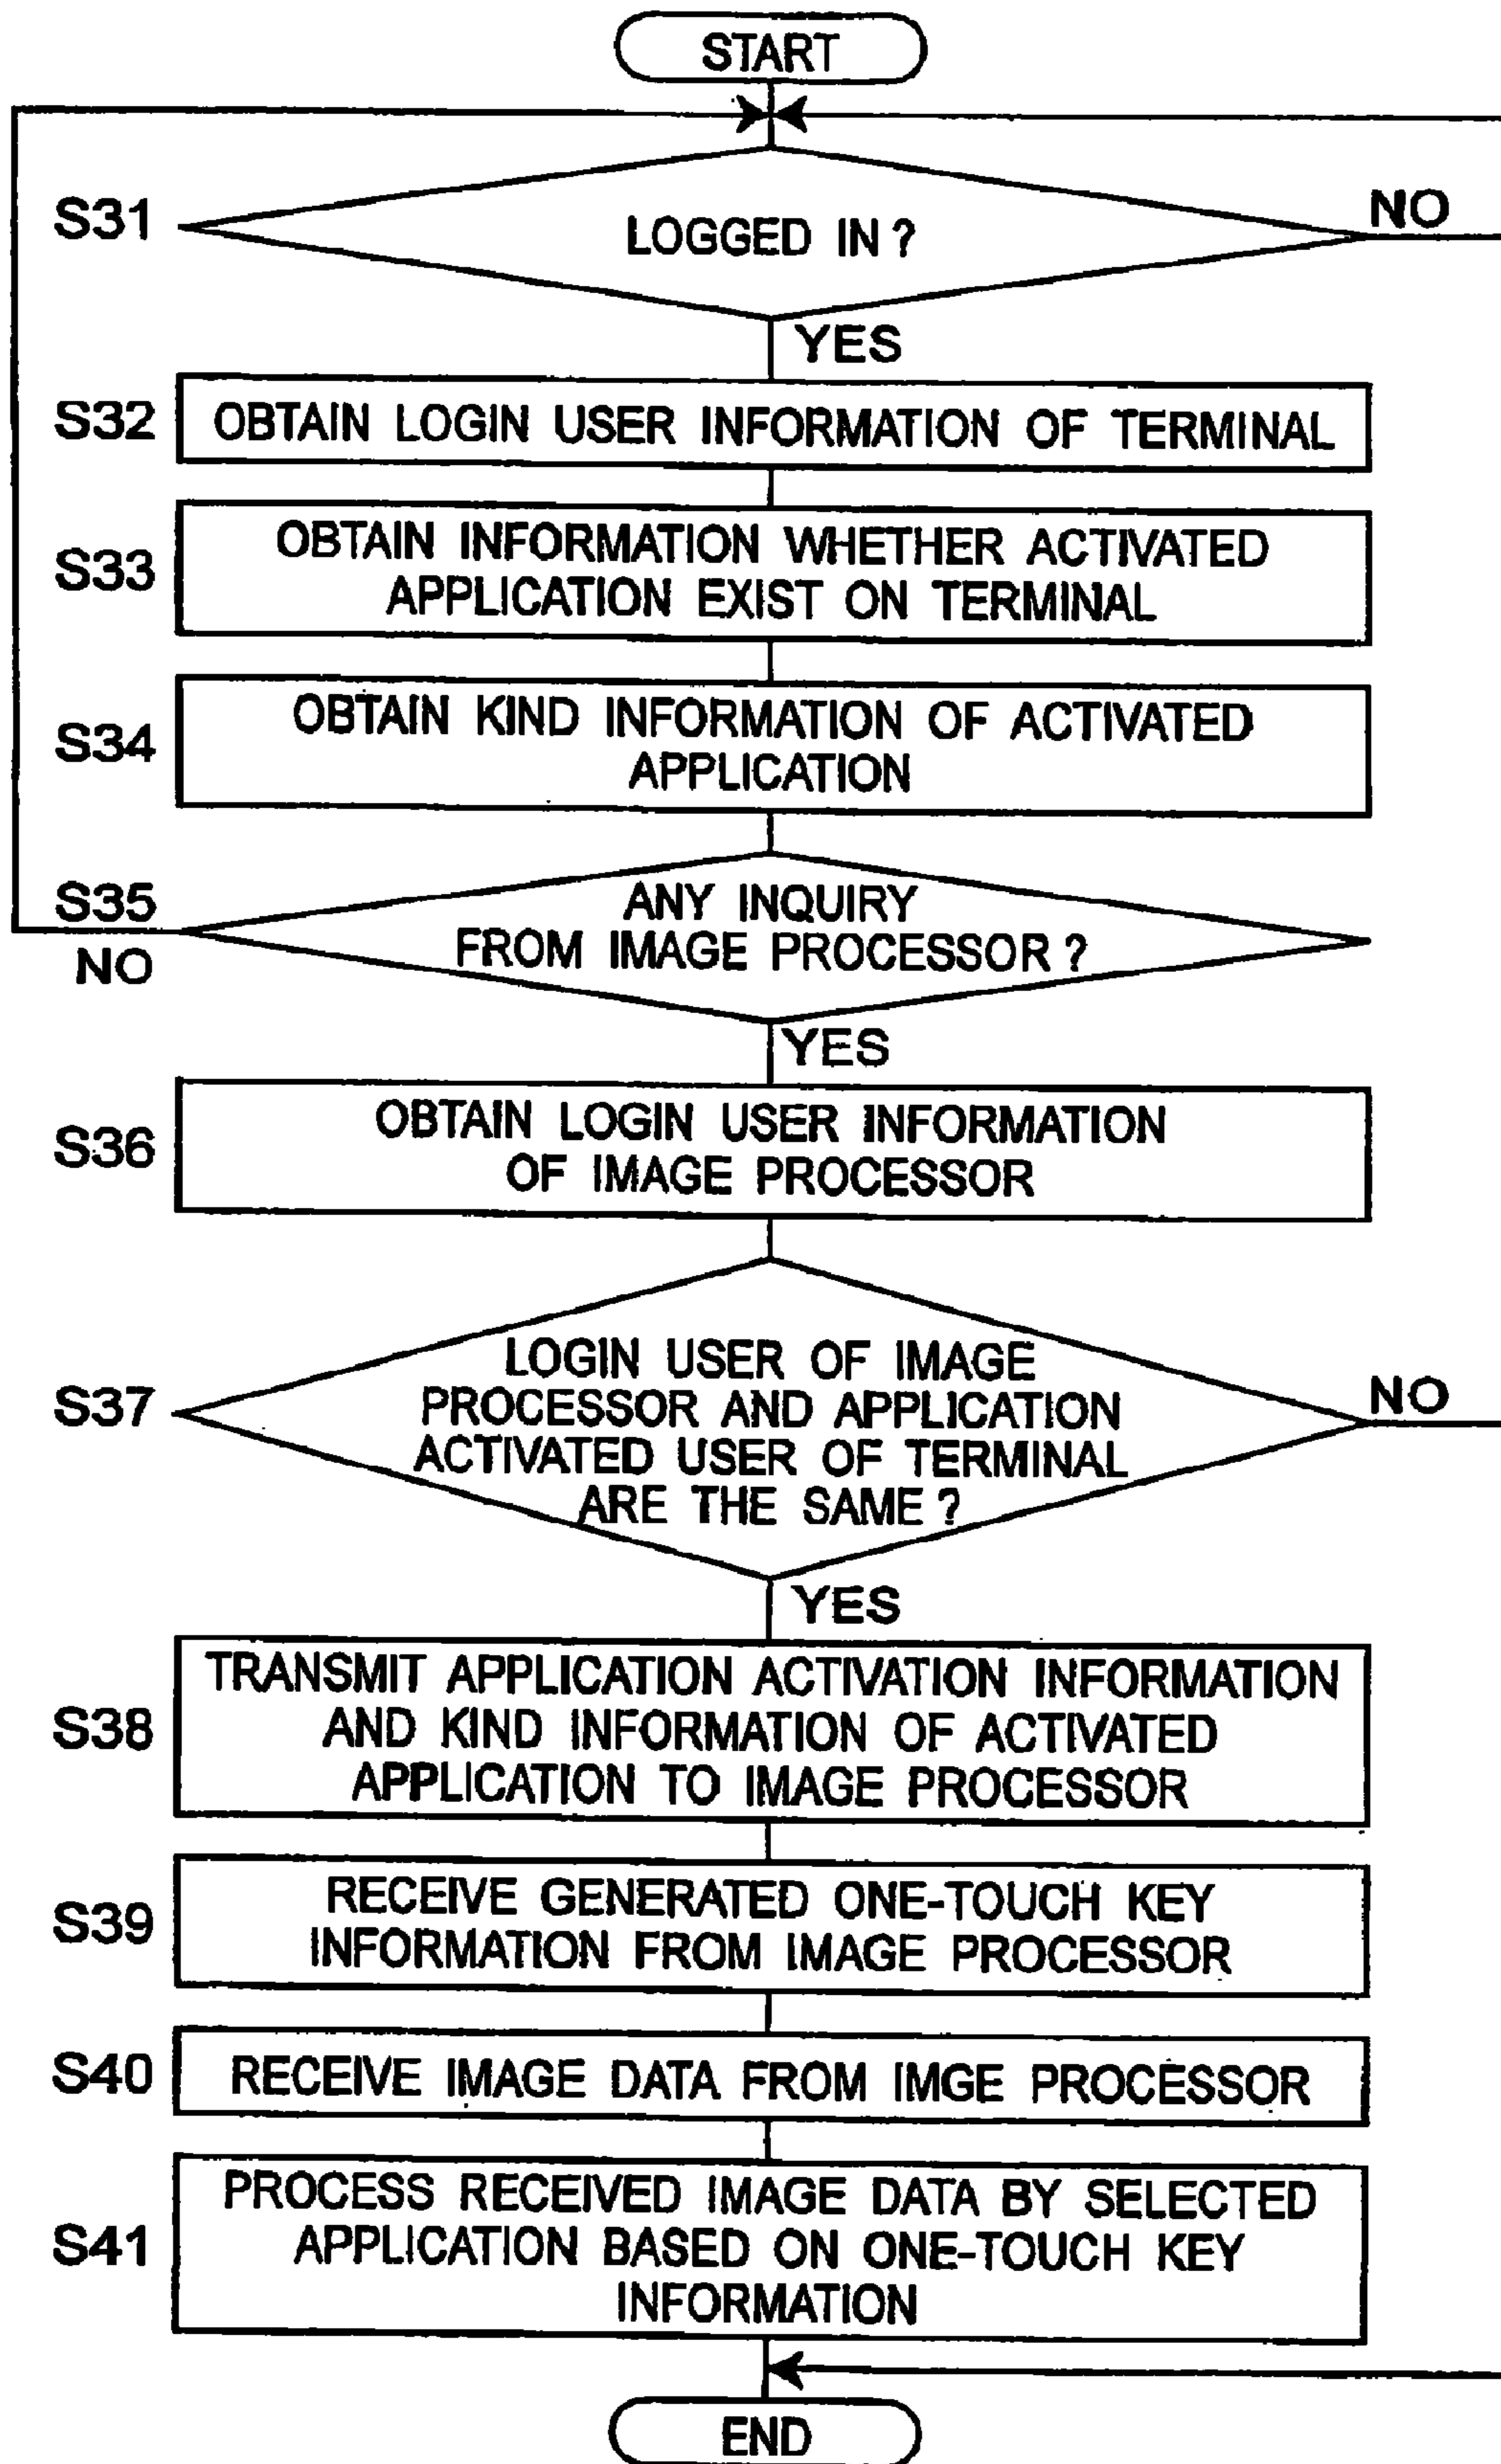 START
S31
LOGGED IN?
NO
YES
S32
OBTAIN LOGIN USER INFORMATION OF TERMINAL
S33
OBTAIN INFORMATION WHETHER ACTIVATED
APPLICATION EXIST ON TERMINAL
S34
OBTAIN KIND INFORMATION OF ACTIVATED
APPLICATION
S35
NO
ANY INQUIRY
FROM IMAGE PROCESSOR?
YES
S36
OBTAIN LOGIN USER INFORMATION
OF IMAGE PROCESSOR
S37
LOGIN USER OF IMAGE
PROCESSOR AND APPLICATION
ACTIVATED USER OF TERMINAL
ARE THE SAME?
NO
YES
S38
TRANSMIT APPLICATION ACTIVATION INFORMATION
AND KIND INFORMATION OF ACTIVATED
APPLICATION TO IMAGE PROCESSOR
S39
RECEIVE GENERATED ONE-TOUCH KEY
INFORMATION FROM IMAGE PROCESSOR
S40
RECEIVE IMAGE DATA FROM IMGE PROCESSOR
S41
PROCESS RECEIVED IMAGE DATA BY SELECTED
APPLICATION BASED ON ONE-TOUCH KEY
INFORMATION
END